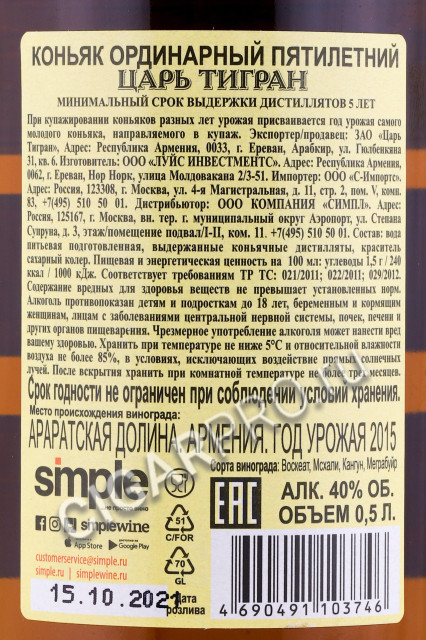 КОНЬЯК ОРДИНАРНЫЙ ПЯТИЛЕТНИЙ
ЦАРЬ ТИГРАН
МИНИМАЛЬНЫЙ СРОК ВЫДЕРЖКИ ДИСТИЛЛЯТОВ 5 ЛЕТ
При купажировании коньяков разных лет урожая присваивается год урожая самого
молодого коньяка, направляемого в купаж. Экспортер/продавец: ЗАО «Царь
Тигран», Адрес: Республика Армения, 0033, г. Ереван, Арабкир, ул. Гюлбенкяна
31, кв. 6. Изготовитель: ООО «ЛУЙС ИНВЕСТМЕНТС». Адрес: Республика Армения,
0062, г. Ереван, Нор Норк, улица Молдовакана 2/3-51. Импортер: ООО «С-Импортс».
Адрес: Россия, 123308, г. Москва, ул. 4-я Магистральная, д. 11, стр. 2, пом. 63/
2. +7(495) 510 50 01. Дистрибьютор: ООО КОМПАНИЯ «СИМПЛ». Адрес:
Россия, 125167, г. Москва, вн. тер. г. муниципальный округ Аэропорт, ул. Степана
Супруна, д. 3, этаж/помещение подвал/I-II, ком. 11. +7(495) 510 50 01. Состав: вода
питьевая подготовленная, выдержанные коньячные дистилляты, краситель
сахарный колер. Пищевая и энергетическая ценность на 100 мл: углеводы 1,5 г/240
ккал / 1000 кДж. Соответствует требованиям ТР ТС: 021/2011; 022/2011; 029/2012.
Содержание вредных для здоровья веществ не превышает установленных норм.
Алкоголь противопоказан детям и подросткам до 18 лет, беременным и кормящим
женщинам, лицам с заболеваниями центральной нервной системы, почек, печени и
других органов пищеварения. Чрезмерное употребление алкоголя может нанести вред
вашему здоровью. Хранить при температуре не ниже 5°С и относительной влажности
воздуха не более 85%, в условиях, исключающих воздействие прямых солнечных
лучей. После вскрытия хранить при комнатной температуре не более трех месяцев.
Срок годности не ограничен при соблюдении условий хранения.
Место происхождения винограда:
АРАРАТСКАЯ ДОЛИНА, АРМЕНИЯ. ГОД УРОЖАЯ 2015
Сорта винограда: Воскеат, Мсхали, Кангун, Меграбуйр
simple
не просто вино
simplewine
App Store
Google Play
customerservice@simple.ru
simple.ru | simplewine.ru
51
C/FOR
70
GL
EAC
АЛК. 40% ОБ.
ОБЪЕМ 0,5 Л.
15.10.2021
Дата
розлива
4 690491 103746
CIGARPRO.RU